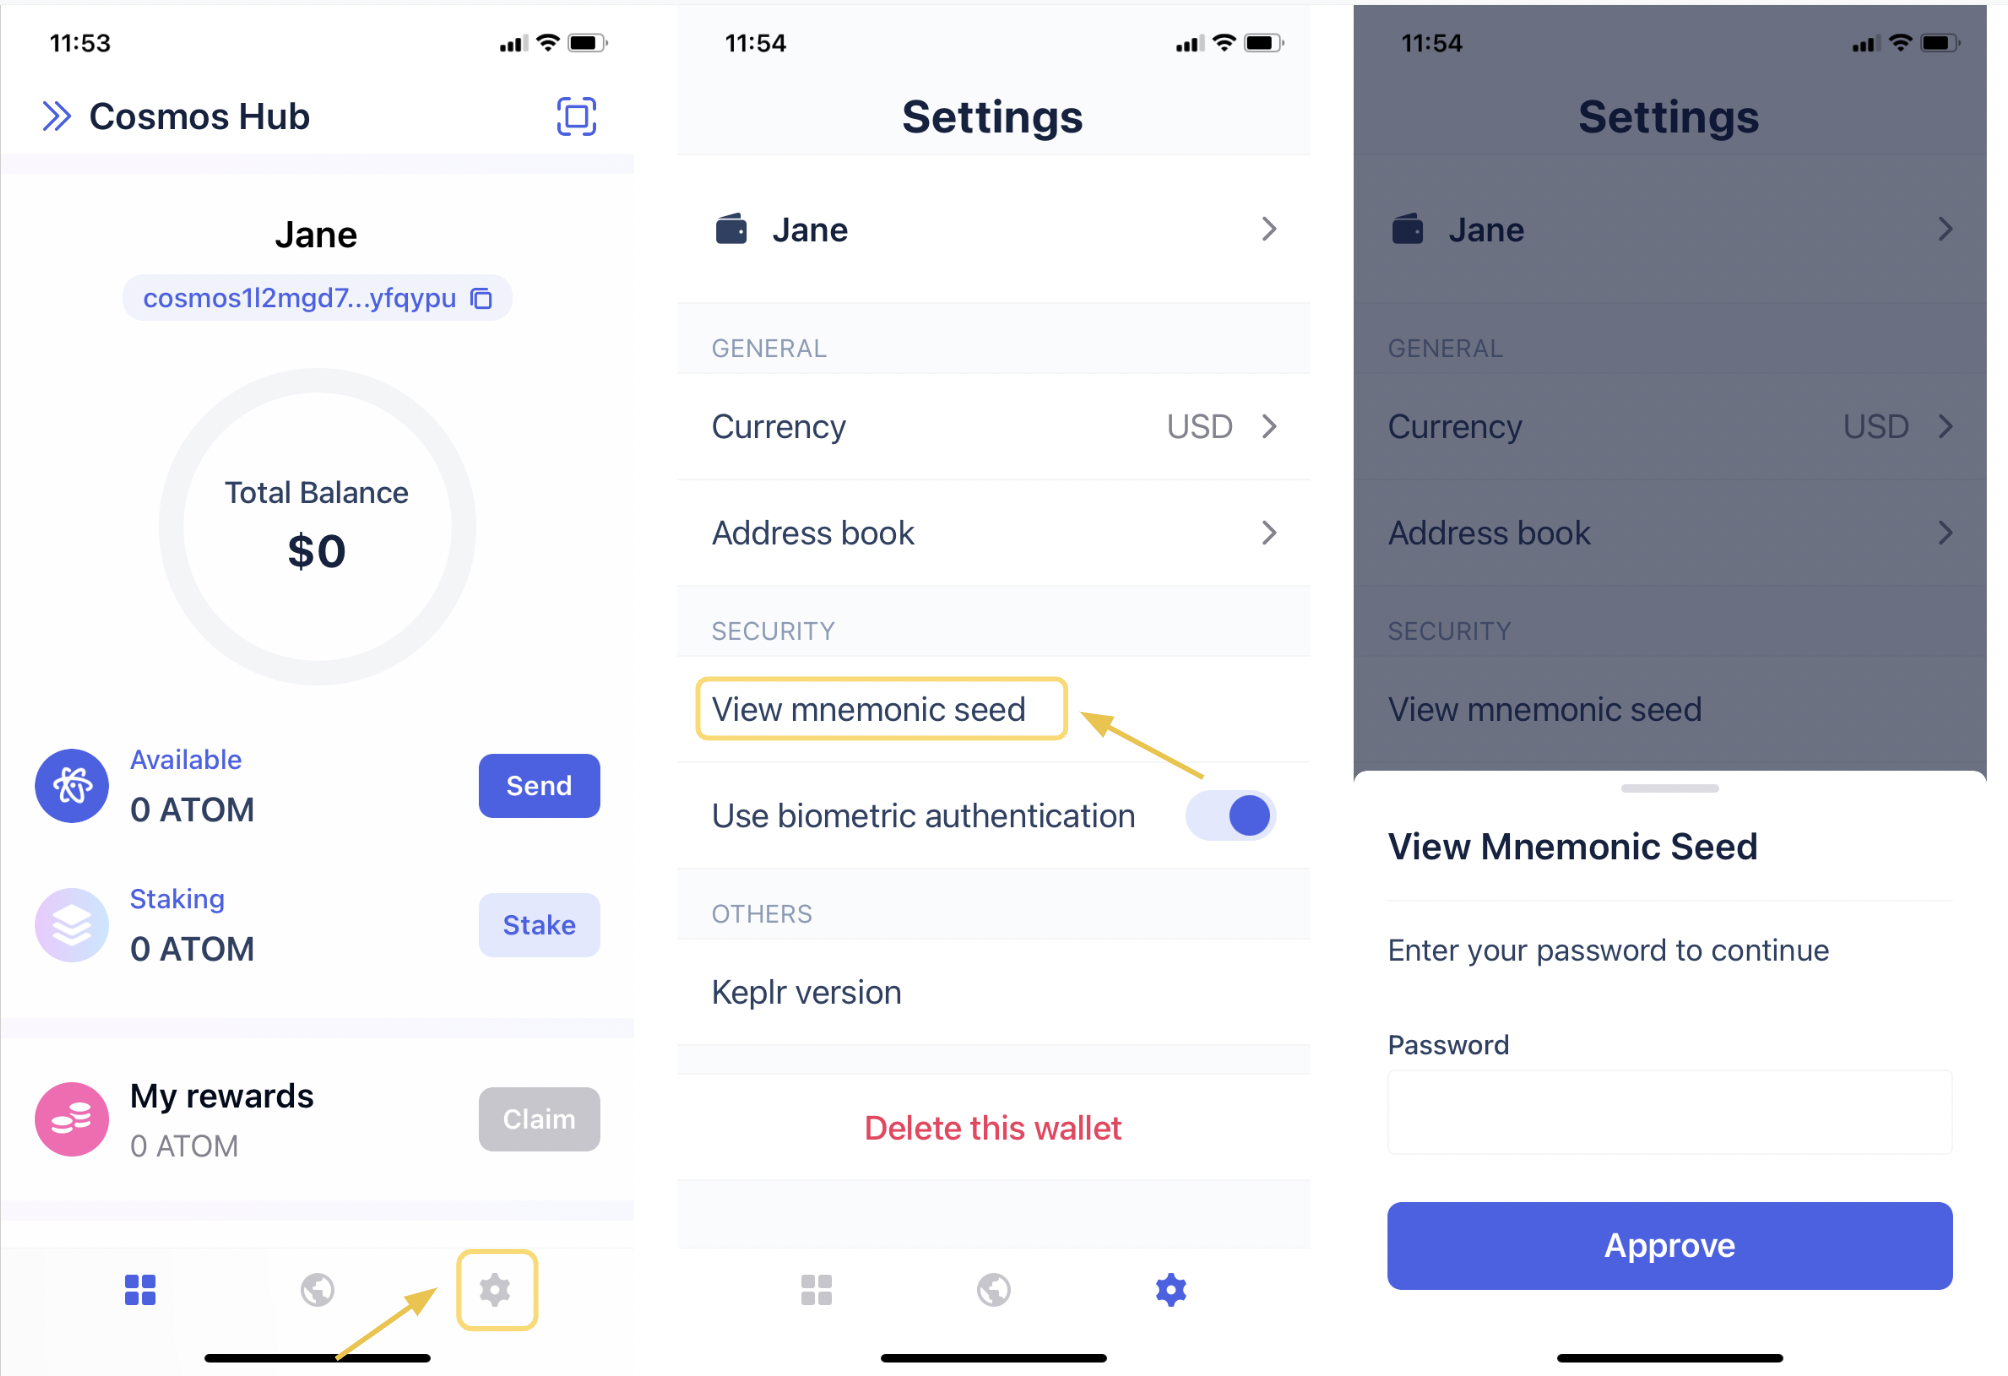 11:53
Cosmos Hub
Jane
cosmos1l2mgd7...yfqypu
Total Balance
$0
Available
0 ATOM
Send
Staking
0 ATOM
Stake
My rewards
0 ATOM
Claim
11:54
Settings
Jane
GENERAL
Currency USD
Address book
SECURITY
View mnemonic seed
Use biometric authentication
OTHERS
Keplr version
Delete this wallet
11:54
Settings
Jane
GENERAL
Currency USD
Address book
SECURITY
View mnemonic seed
View Mnemonic Seed
Enter your password to continue
Password
Approve